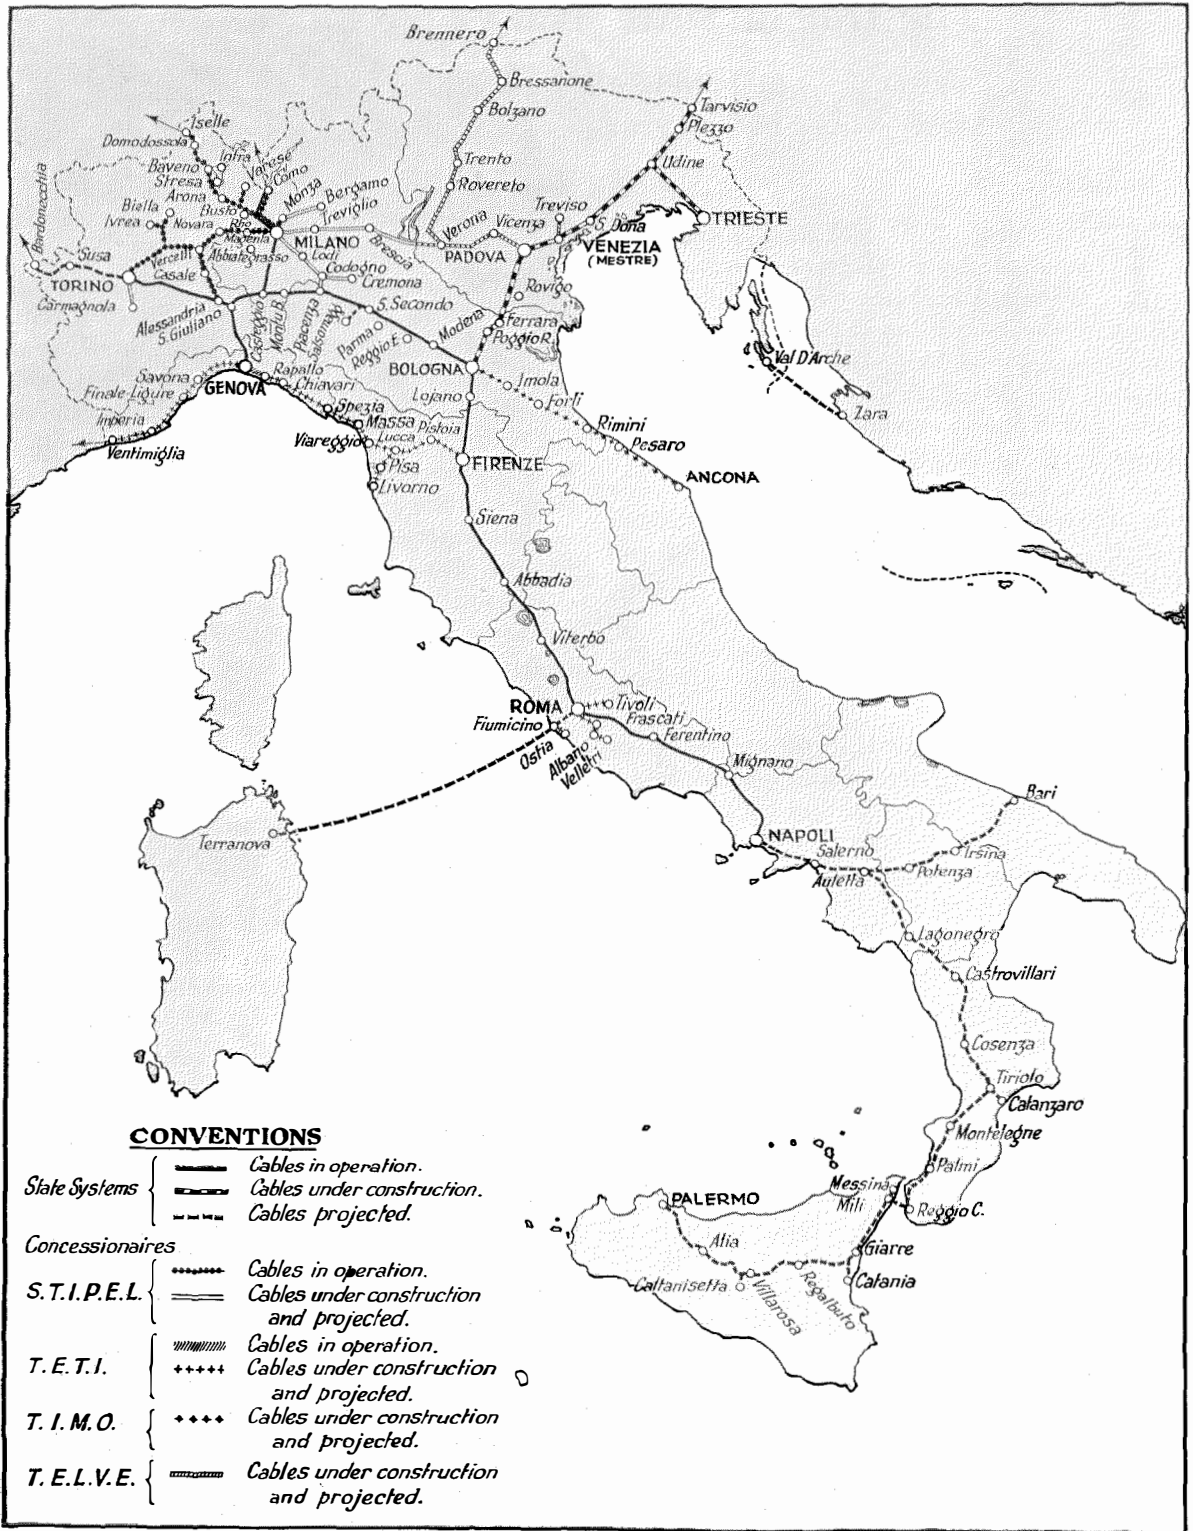 Brennero
Bressanone
Bolzano
Trento
Rovereto
Tarvisio
Plezzo
Udine
Iselle
Domodossola
Baveno
Intra
Stresa
Arona
Varese
Como
Busto
Monza
Bergamo
Treviglio
Biella
Ivrea
Novara
Rho
Magenta
MILANO
Abbiategrasso
Lodi
Brescia
Verona
Vicenza
Treviso
S. Dona
TRIESTE
PADOVA
VENEZIA
(MESTRE)
Bardonecchia
Susa
Vercelli
Casale
TORINO
Carmagnola
Codogno
Cremona
Alessandria
S. Giuliano
Casteggio
Montu B.
Piacenza
Salsomagg
S. Secondo
Parma
Reggio E.
Modena
Rovigo
Ferrara
Poggio R.
BOLOGNA
Savona
Finale-Ligure
GENOVA
Rapallo
Chiavari
Imperia
Ventimiglia
Spezia
Massa
Viareggio
Lucca
Pistoia
Pisa
Livorno
Lojano
Imola
Forli
Rimini
Pesaro
ANCONA
FIRENZE
Val D'Arche
Zara
Siena
Abbadia
Viterbo
ROMA
Tivoli
Fiumicino
Frascati
Ferentino
Ostia
Albano
Velletri
Mignano
Terranova
NAPOLI
Salerno
Auletta
Potenza
Irsina
Bari
Lagonegro
Castrovillari
Cosenza
Tiriolo
Catanzaro
Montelegne
Palmi
Messina
Mili
Reggio C.
PALERMO
Alia
Giarre
Caltanisetta
Villarosa
Regalbuto
Catania
CONVENTIONS
State Systems
Cables in operation.
Cables under construction.
Cables projected.
Concessionaires
S.T.I.P.E.L.
Cables in operation.
Cables under construction
and projected.
T.E.T.I.
Cables in operation.
Cables under construction
and projected.
T.I.M.O.
Cables under construction
and projected.
T.E.L.V.E.
Cables under construction
and projected.